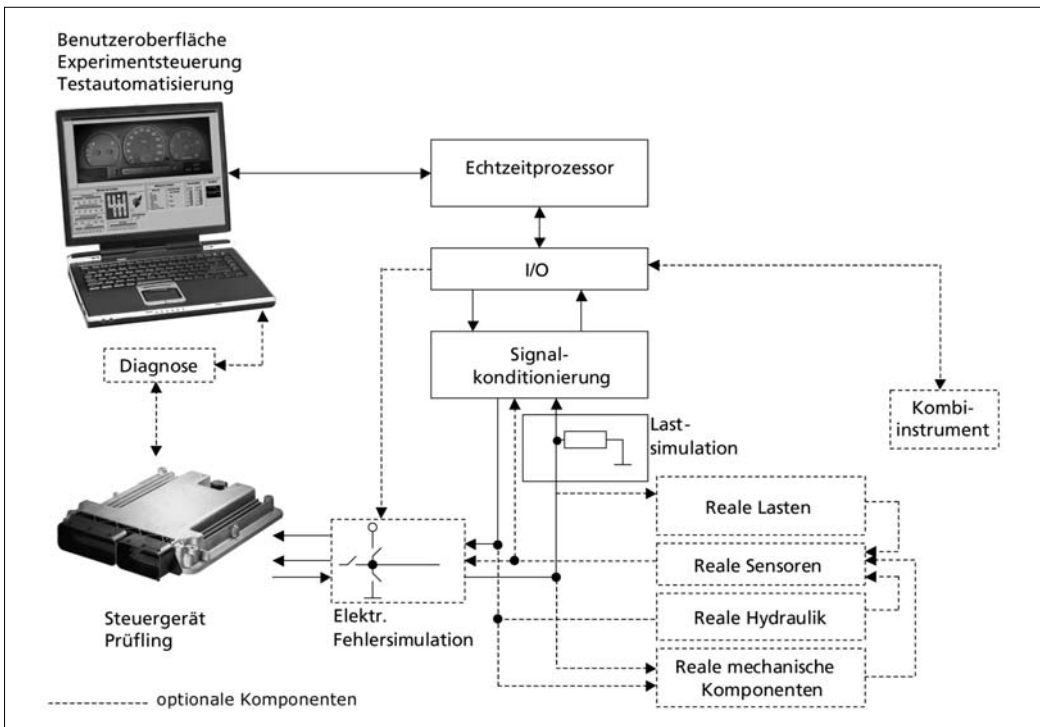 Benutzeroberfläche
Experimentsteuerung
Testautomatisierung
Echtzeitprozessor
I/O
Signal-
konditionierung
Diagnose
Last-
simulation
Kombi-
instrument
Reale Lasten
Reale Sensoren
Reale Hydraulik
Reale mechanische
Komponenten
Elektr.
Fehlersimulation
Steuergerät
Prüfling
optionale Komponenten